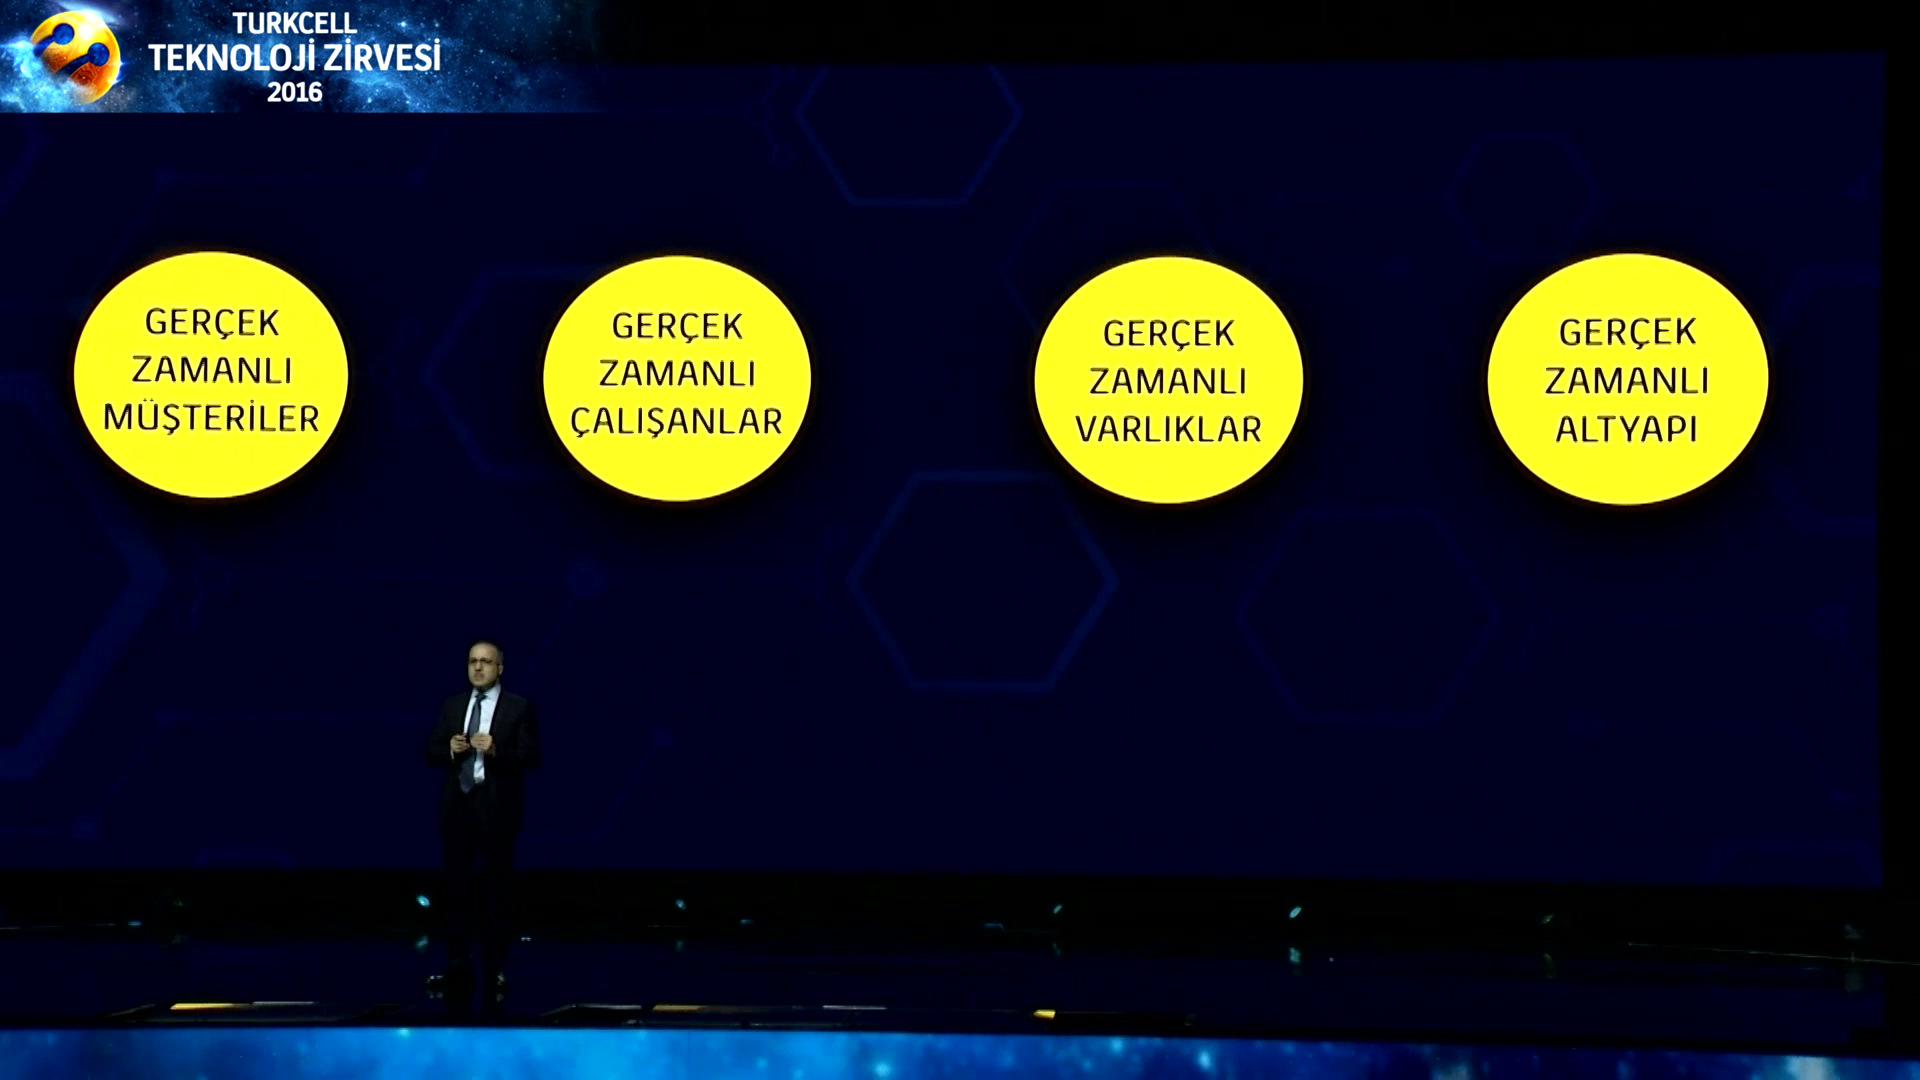 TURKCELL
TEKNOLOJİ ZİRVESİ
2016
GERÇEK
ZAMANLI
MÜŞTERİLER
GERÇEK
ZAMANLI
ÇALIŞANLAR
GERÇEK
ZAMANLI
VARLIKLAR
GERÇEK
ZAMANLI
ALTYAPI